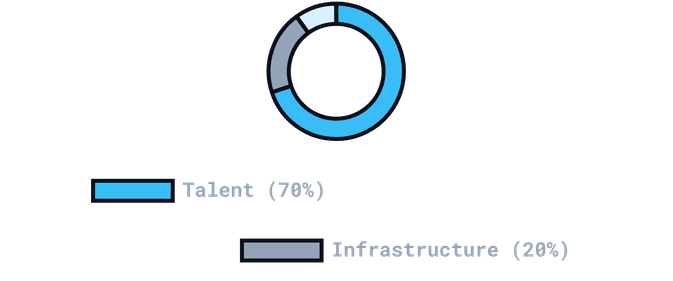 Talent (70%)
Infrastructure (20%)